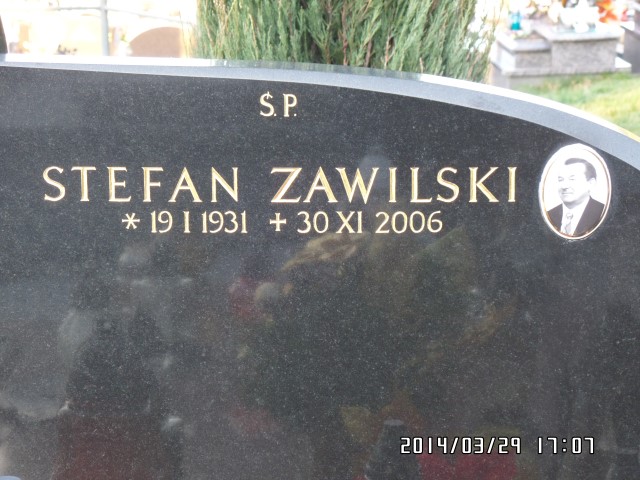 Ś.P.
STEFAN ZAWILSKI
* 19 I 1931 + 30 XI 2006
2014/03/29 17:07